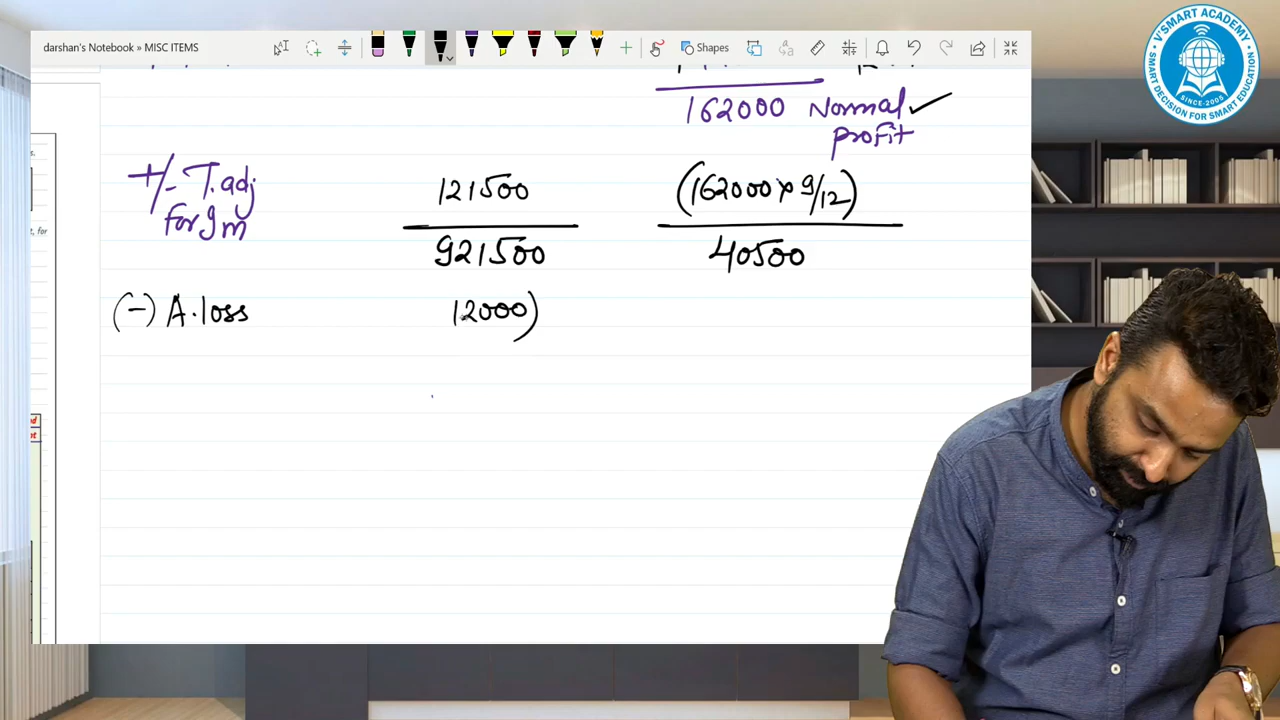 darshan's Notebook » MISC ITEMS
Shapes
162000 Normal ✓
profit
+/- T.adj 121500 (162000 x 9/12)
for 9m
921500 40500
(-) A.loss 12000)
V'SMART ACADEMY
SINCE-2005
SMART DECISION FOR SMART EDUCATION